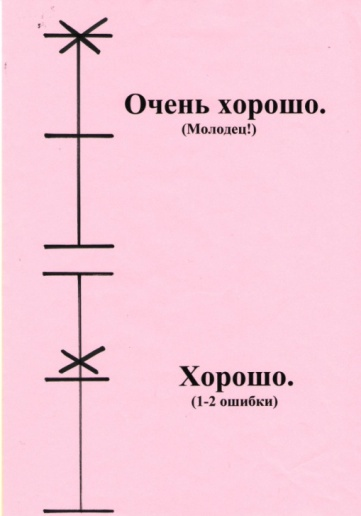 Очень хорошо.
(Молодец!)
Хорошо.
(1-2 ошибки)